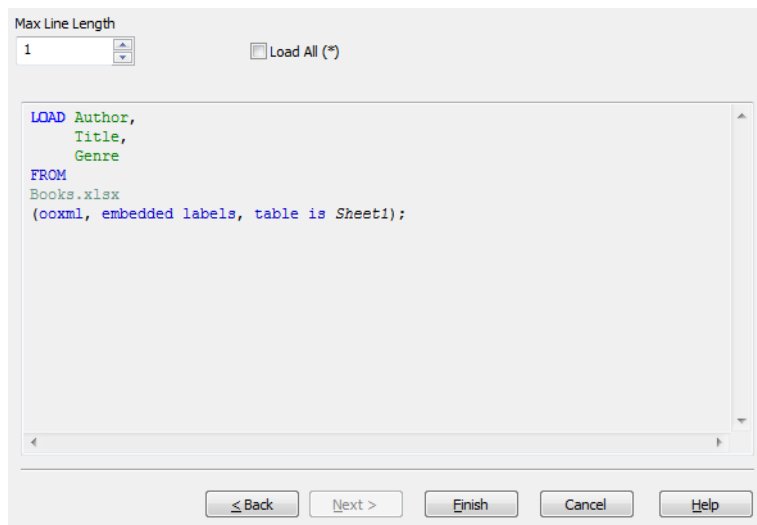 Max Line Length
1
Load All (*)
LOAD Author,
Title,
Genre
FROM
Books.xlsx
(ooxml, embedded labels, table is Sheet1);
< Back
Next >
Finish
Cancel
Help